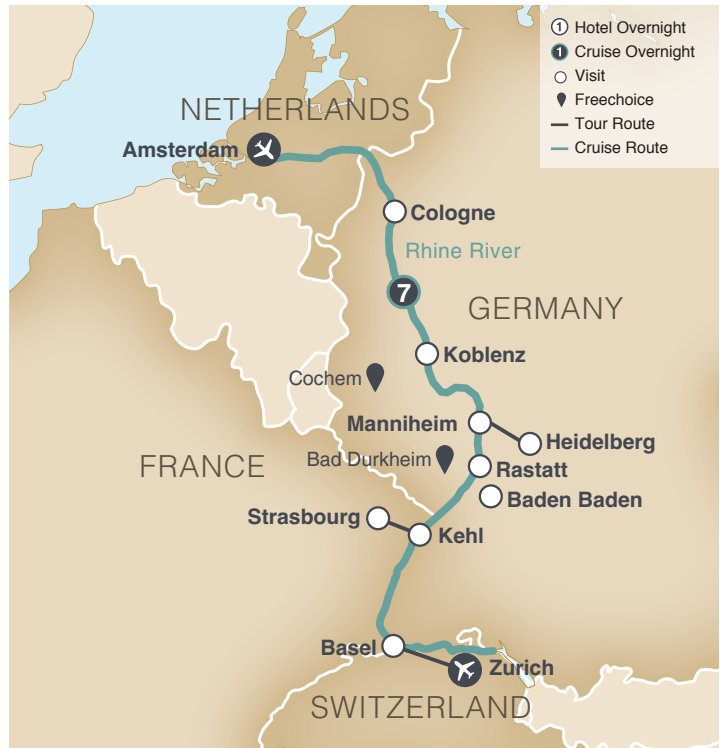 1 Hotel Overnight
1 Cruise Overnight
Visit
Freechoice
Tour Route
Cruise Route
NETHERLANDS
Amsterdam
Cologne
Rhine River
7
GERMANY
Koblenz
Cochem
Manniheim
Heidelberg
Bad Durkheim
Rastatt
FRANCE
Baden Baden
Strasbourg
Kehl
Basel
Zurich
SWITZERLAND